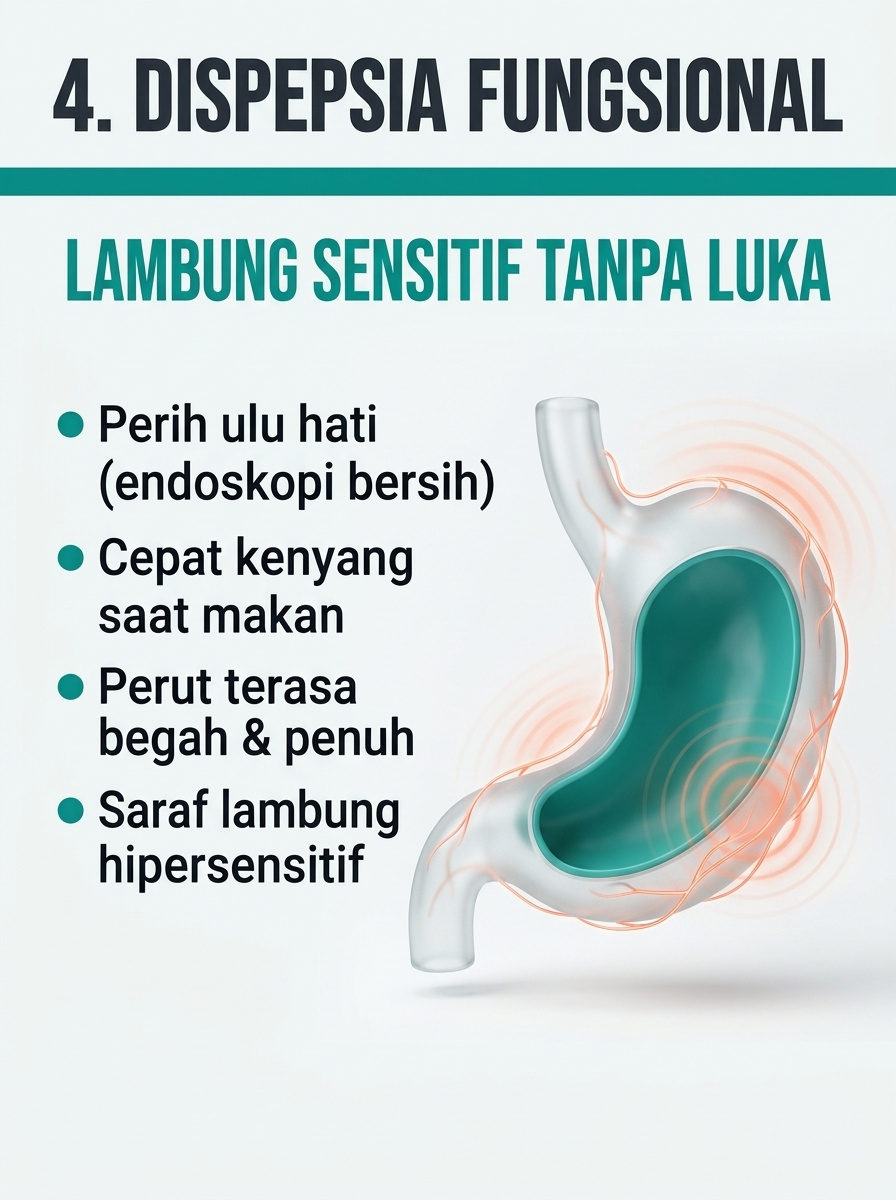 4. DISPEPSIA FUNGSIONAL
LAMBUNG SENSITIF TANPA LUKA
• Perih ulu hati
(endoskopi bersih)
• Cepat kenyang
saat makan
• Perut terasa
begah & penuh
• Saraf lambung
hipersensitif